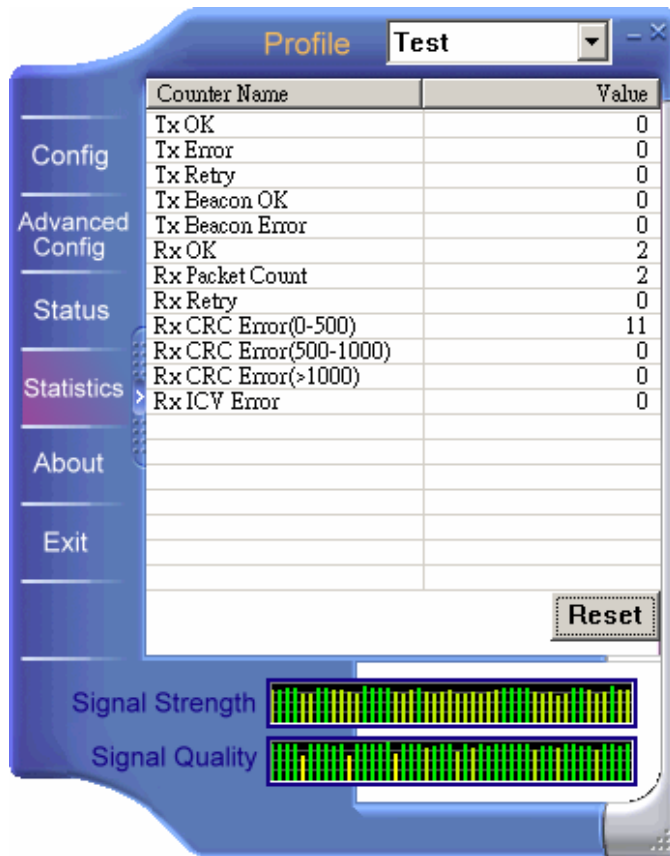 Profile Test
Counter Name Value
Tx OK 0
Tx Error 0
Tx Retry 0
Tx Beacon OK 0
Tx Beacon Error 0
Rx OK 2
Rx Packet Count 2
Rx Retry 0
Rx CRC Error(0-500) 11
Rx CRC Error(500-1000) 0
Rx CRC Error(>1000) 0
Rx ICV Error 0
Config
Advanced
Config
Status
Statistics
About
Exit
Reset
Signal Strength
Signal Quality